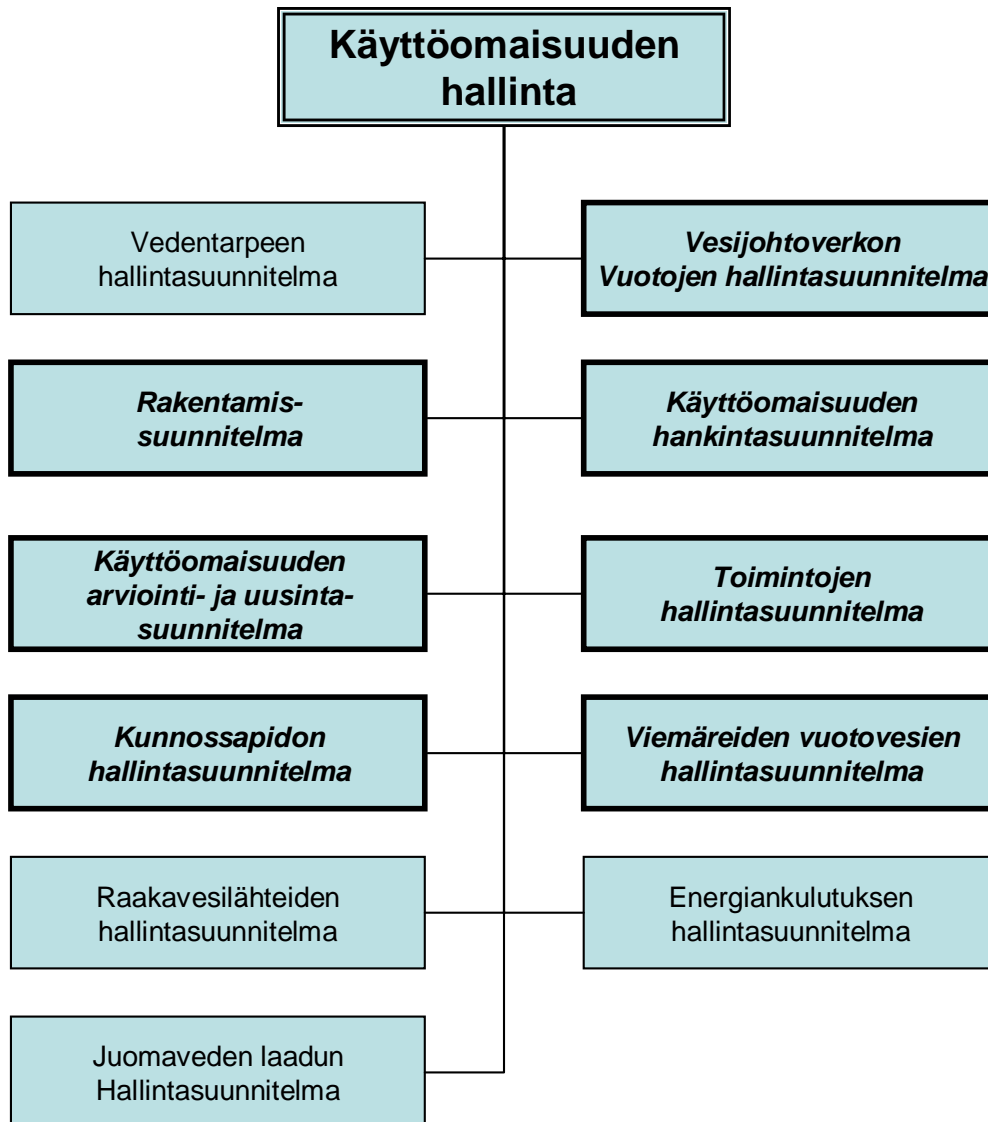 Käyttöomaisuuden
hallinta
Vedentarpeen
hallintasuunnitelma
Vesijohtoverkon
Vuotojen hallintasuunnitelma
Rakentamis-
suunnitelma
Käyttöomaisuuden
hankintasuunnitelma
Käyttöomaisuuden
arviointi- ja uusinta-
suunnitelma
Toimintojen
hallintasuunnitelma
Kunnossapidon
hallintasuunnitelma
Viemäreiden vuotovesien
hallintasuunnitelma
Raakavesilähteiden
hallintasuunnitelma
Energiankulutuksen
hallintasuunnitelma
Juomaveden laadun
Hallintasuunnitelma